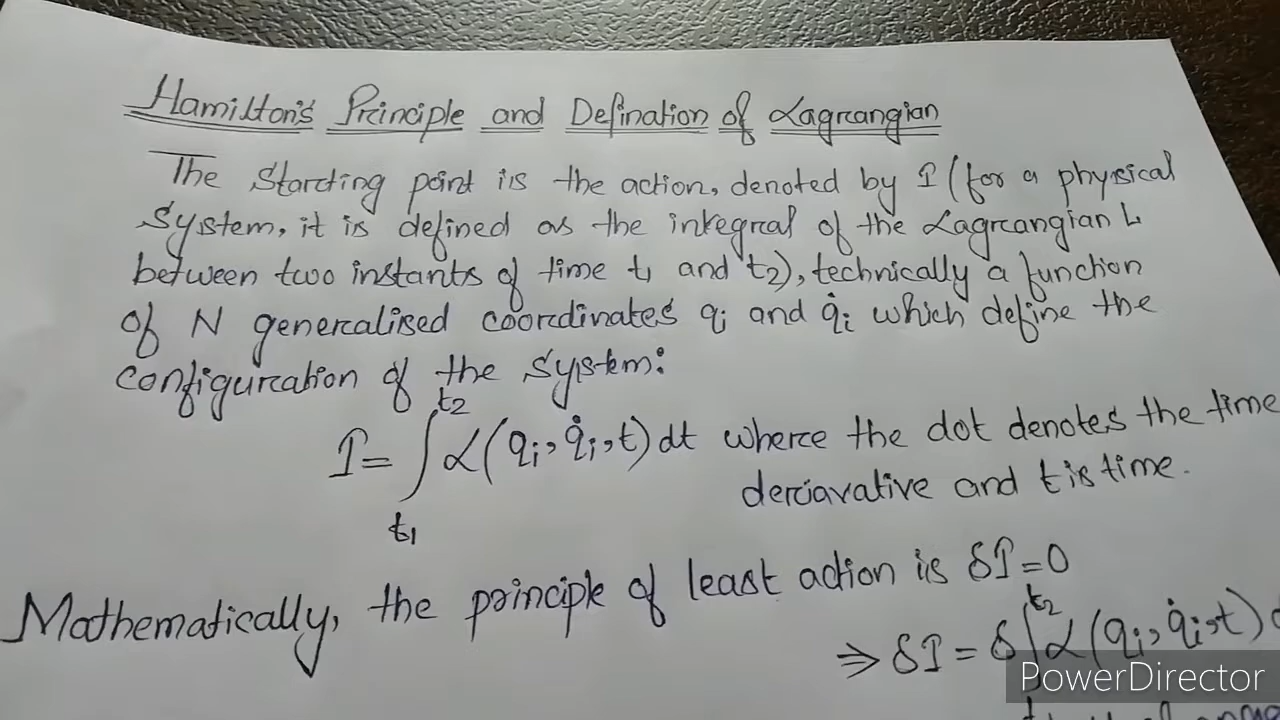 Hamilton's Principle and Defination of Lagrangian
The Starting point is the action, denoted by I (for a physical
System, it is defined as the integral of the Lagrangian L
between two instants of time t₁ and t₂), technically a function
of N generalised coordinates qᵢ and q̇ᵢ which define the
configuration of the system:
I = ∫ₜ₁ᵗ² L(qᵢ, q̇ᵢ, t) dt where the dot denotes the time
deriavative and t is time.
Mathematically, the principle of least action is δI = 0
⇒ δI = δ∫ᵗ² L(qᵢ, q̇ᵢ, t)
PowerDirector